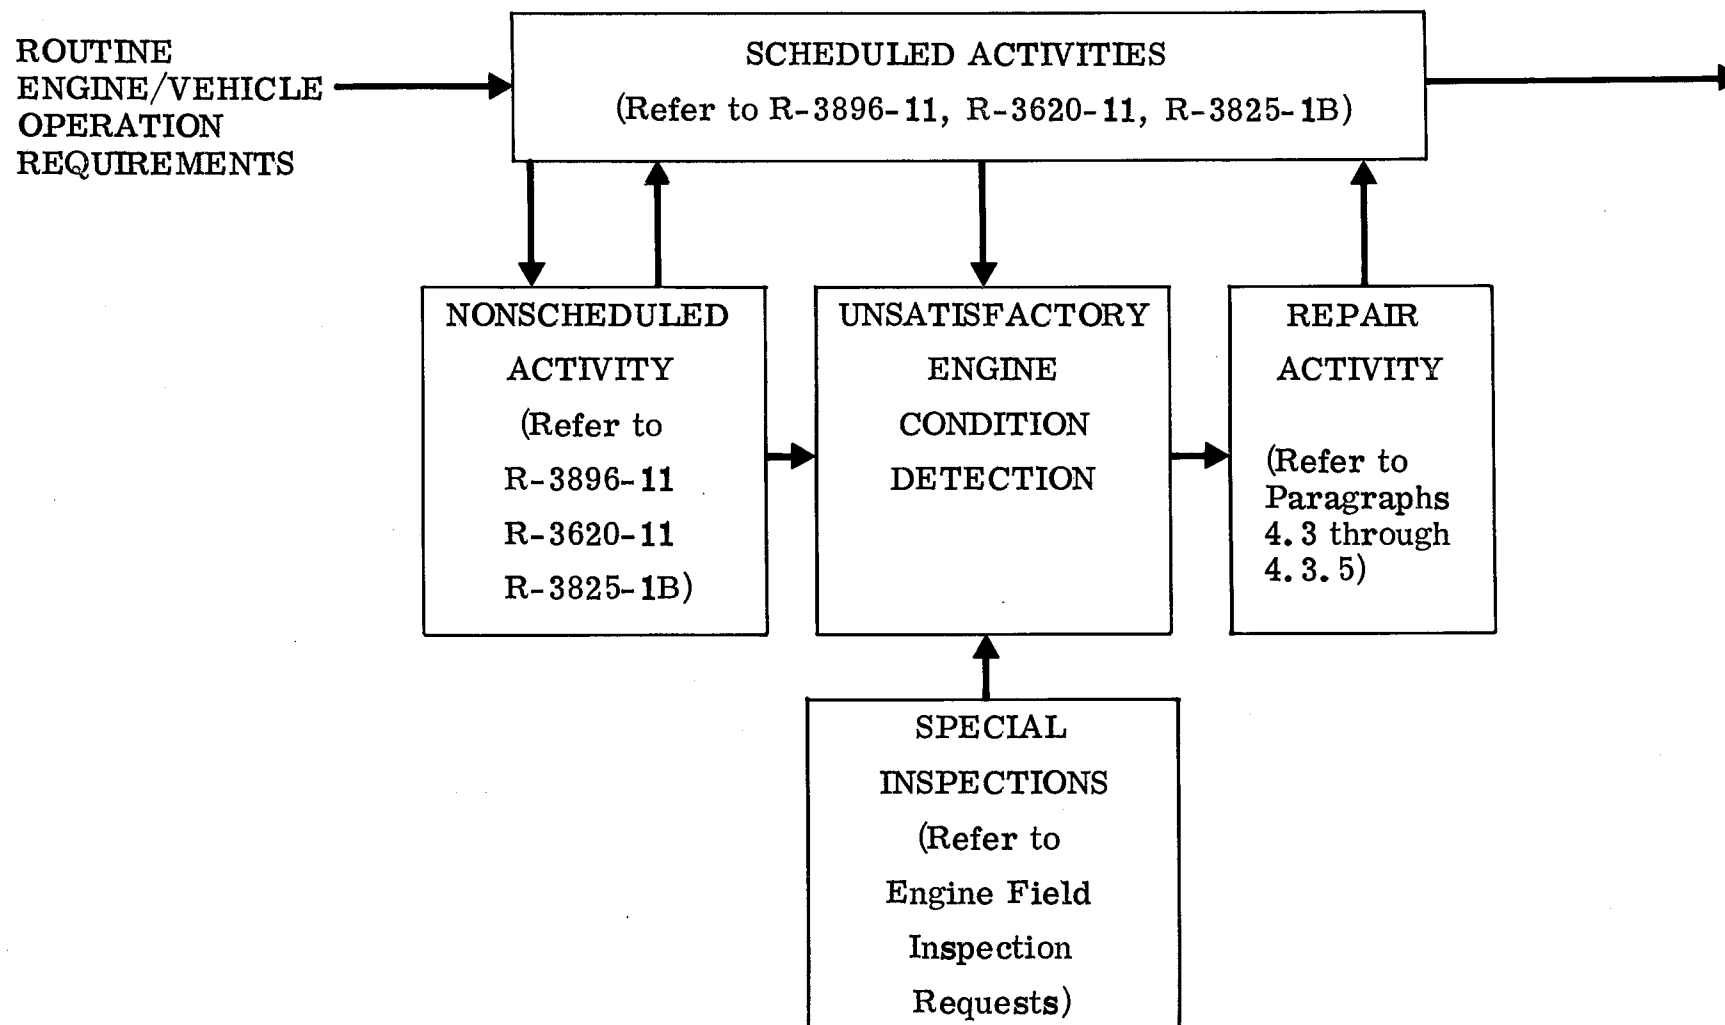 ROUTINE
ENGINE/VEHICLE
OPERATION
REQUIREMENTS
SCHEDULED ACTIVITIES
(Refer to R-3896-11, R-3620-11, R-3825-1B)
NONSCHEDULED
ACTIVITY
(Refer to
R-3896-11
R-3620-11
R-3825-1B)
UNSATISFACTORY
ENGINE
CONDITION
DETECTION
REPAIR
ACTIVITY
(Refer to
Paragraphs
4.3 through
4.3.5)
SPECIAL
INSPECTIONS
(Refer to
Engine Field
Inspection
Requests)